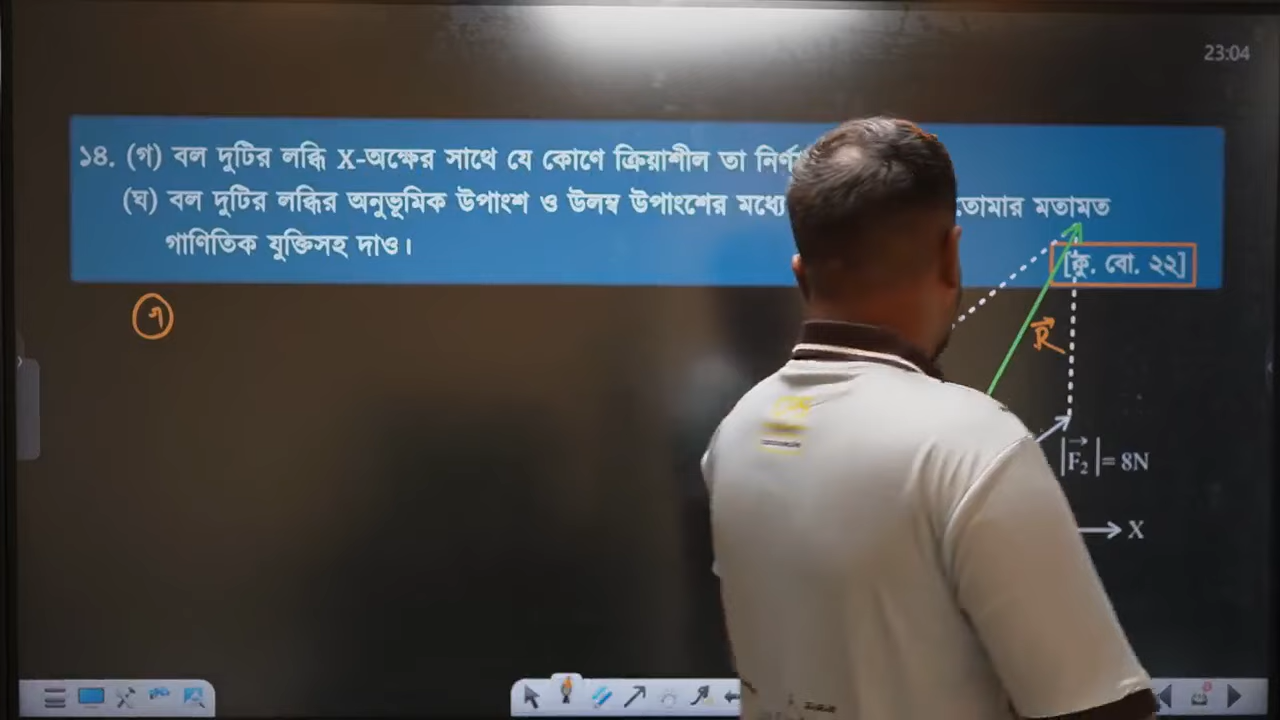 23:04
১৪. (গ) বল দুটির লব্ধি X-অক্ষের সাথে যে কোণে ক্রিয়াশীল তা
(ঘ) বল দুটির লব্ধির অনুভূমিক উপাংশ ও উলম্ব উপাংশের মধ্যে তোমার মতামত
গাণিতিক যুক্তিসহ দাও।
[কু. বো. ২২]
গ
R
|F₂| = 8N
X